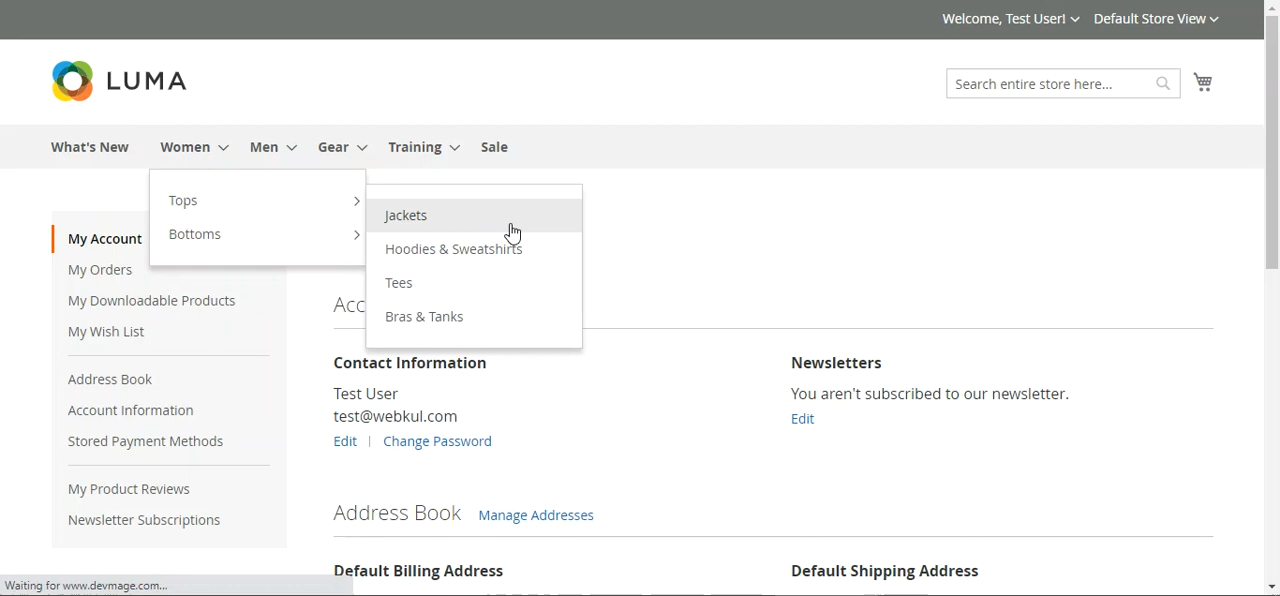 Welcome, Test User! Default Store View
LUMA
Search entire store here...
What's New Women Men Gear Training Sale
Tops
Bottoms
Jackets
Hoodies & Sweatshirts
Tees
Bras & Tanks
My Account
My Orders
My Downloadable Products
My Wish List
Address Book
Account Information
Stored Payment Methods
My Product Reviews
Newsletter Subscriptions
Acc
Contact Information
Test User
test@webkul.com
Edit | Change Password
Newsletters
You aren't subscribed to our newsletter.
Edit
Address Book Manage Addresses
Default Billing Address
Default Shipping Address
Waiting for www.devmage.com...